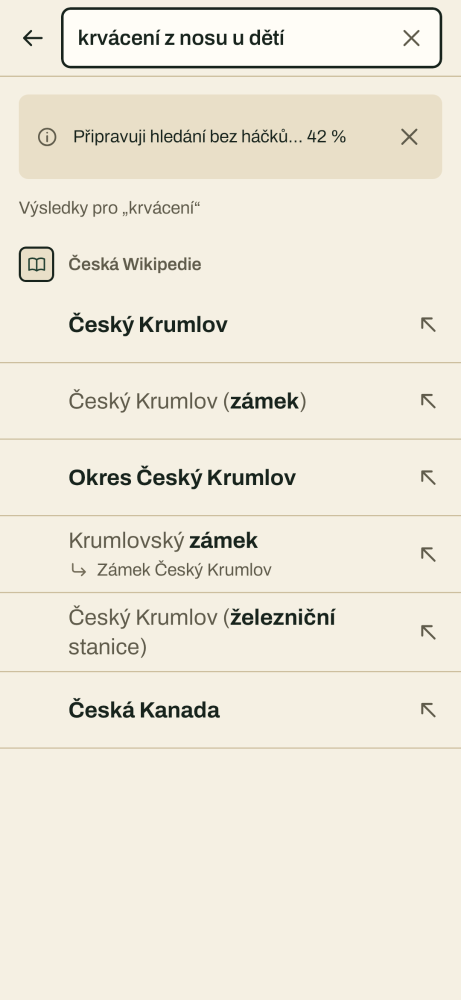 krvácení z nosu u dětí
Připravuji hledání bez háčků… 42 %
Výsledky pro „krvácení“
Česká Wikipedie
Český Krumlov
Český Krumlov (zámek)
Okres Český Krumlov
Krumlovský zámek
Zámek Český Krumlov
Český Krumlov (železniční
stanice)
Česká Kanada